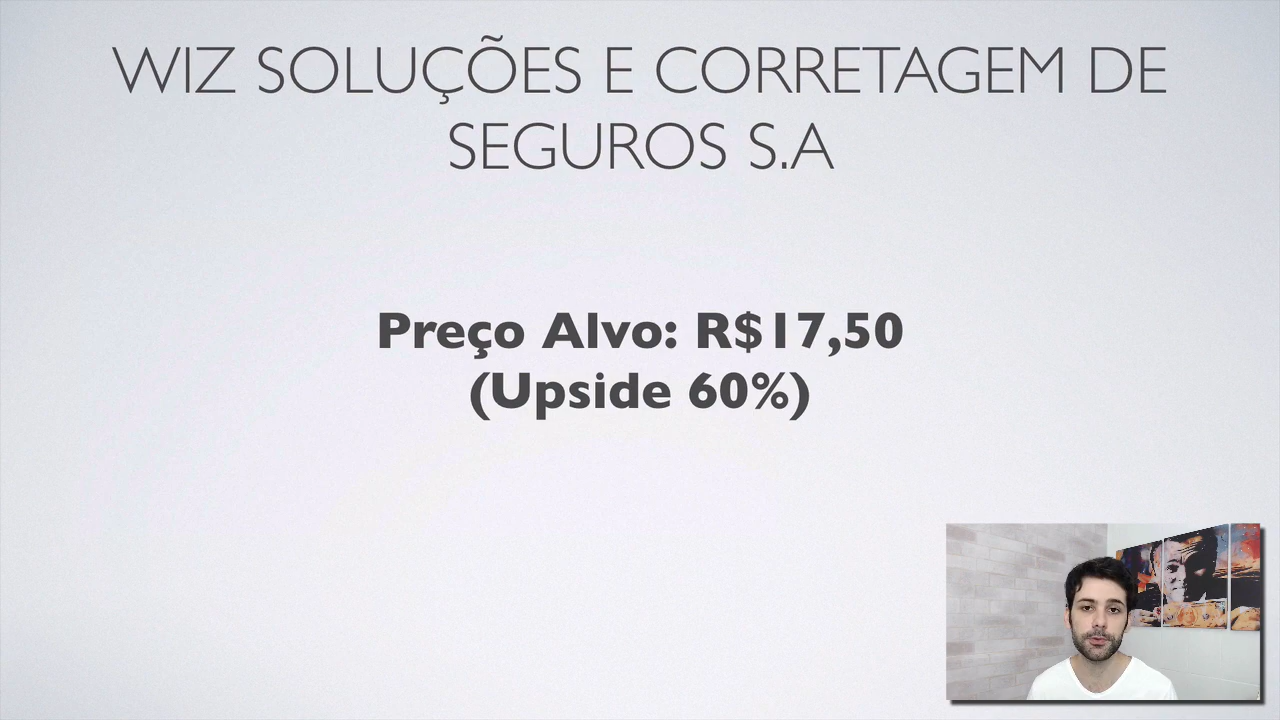 WIZ SOLUÇÕES E CORRETAGEM DE
SEGUROS S.A
Preço Alvo: R$17,50
(Upside 60%)